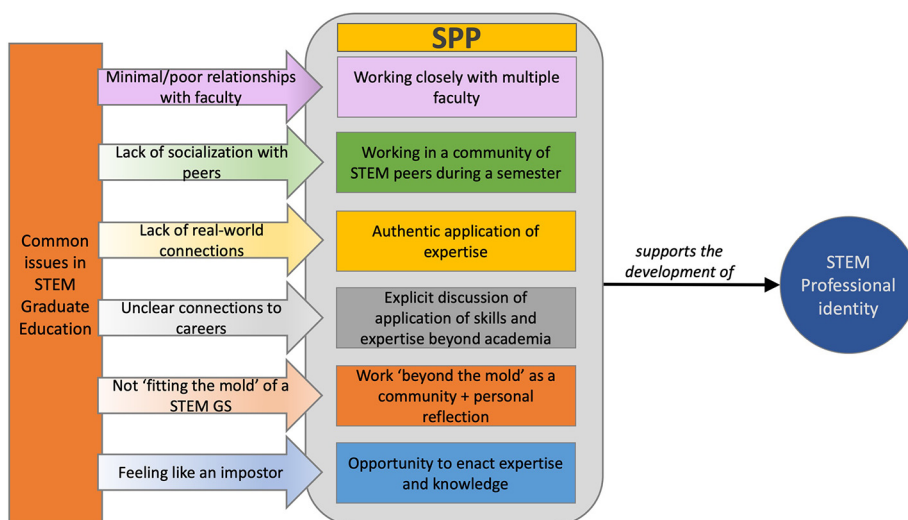 SPP
Common
issues in
STEM
Graduate
Education
Minimal/poor relationships
with faculty
Working closely with multiple
faculty
Lack of socialization with
peers
Working in a community of
STEM peers during a semester
Lack of real-world
connections
Authentic application of
expertise
Unclear connections to
careers
Explicit discussion of
application of skills and
expertise beyond academia
Not ‘fitting the mold’ of a
STEM GS
Work ‘beyond the mold’ as a
community + personal
reflection
Feeling like an impostor
Opportunity to enact expertise
and knowledge
supports the
development of
STEM
Professional
identity